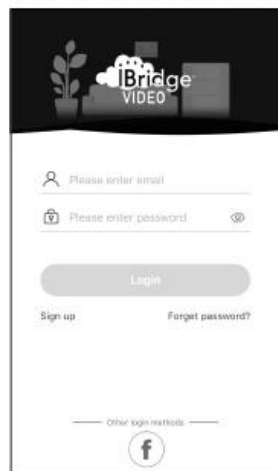 IBridge
VIDEO
Please enter email
Please enter password
Login
Sign up Forget password?
Other login methods
f